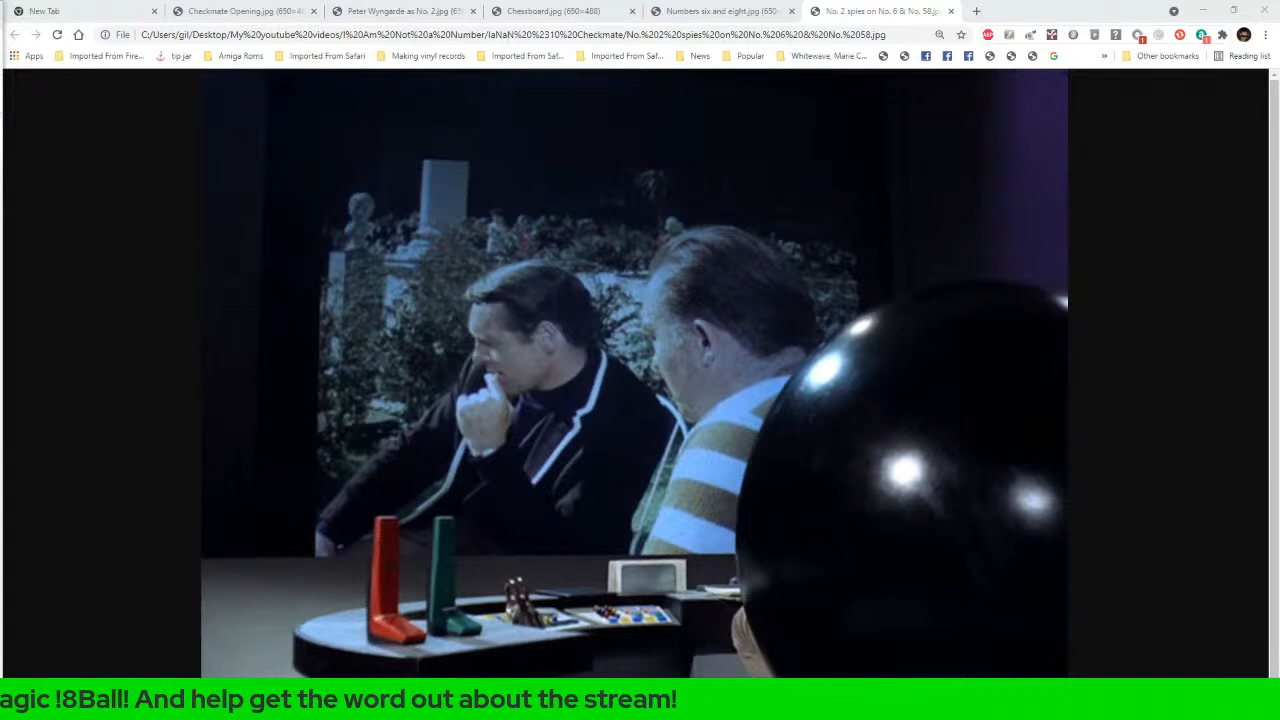 New Tab
Checkmate Opening.jpg (650×48
Peter Wyngarde as No. 2.jpg (65
Chessboard.jpg (650×488)
Numbers six and eight.jpg (650
No. 2 spies on No. 6 & No. 58.jp
File | C:/Users/gil/Desktop/My%20youtube%20videos/I%20Am%20Not%20a%20Number/IaNaN%20%2310%20Checkmate/No.%202%20spies%20on%20No.%206%20&%20No.%2058.jpg
Apps
Imported From Fire...
tip jar
Amiga Roms
Imported From Safari
Making vinyl records
Imported From Saf...
Imported From Saf...
News
Popular
Whitewave, Marie C...
»
Other bookmarks
Reading list
agic !8Ball! And help get the word out about the stream!